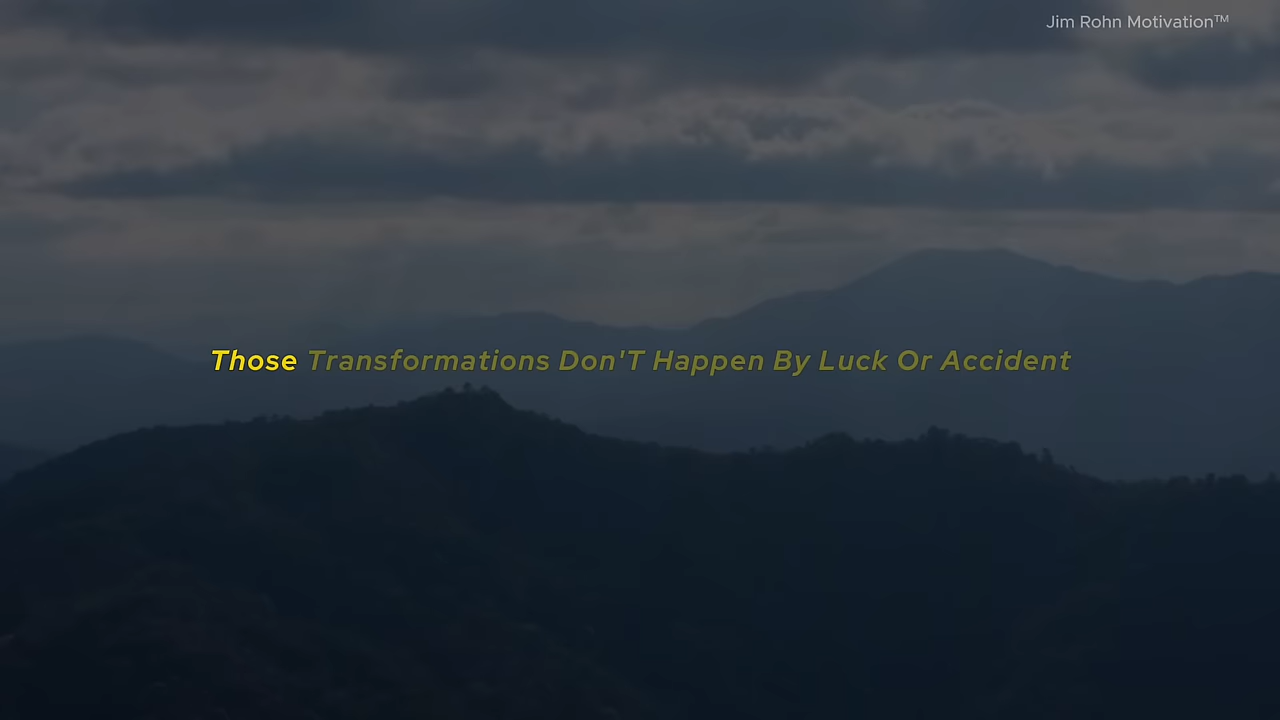 Jim Rohn Motivation™
Those Transformations Don'T Happen By Luck Or Accident